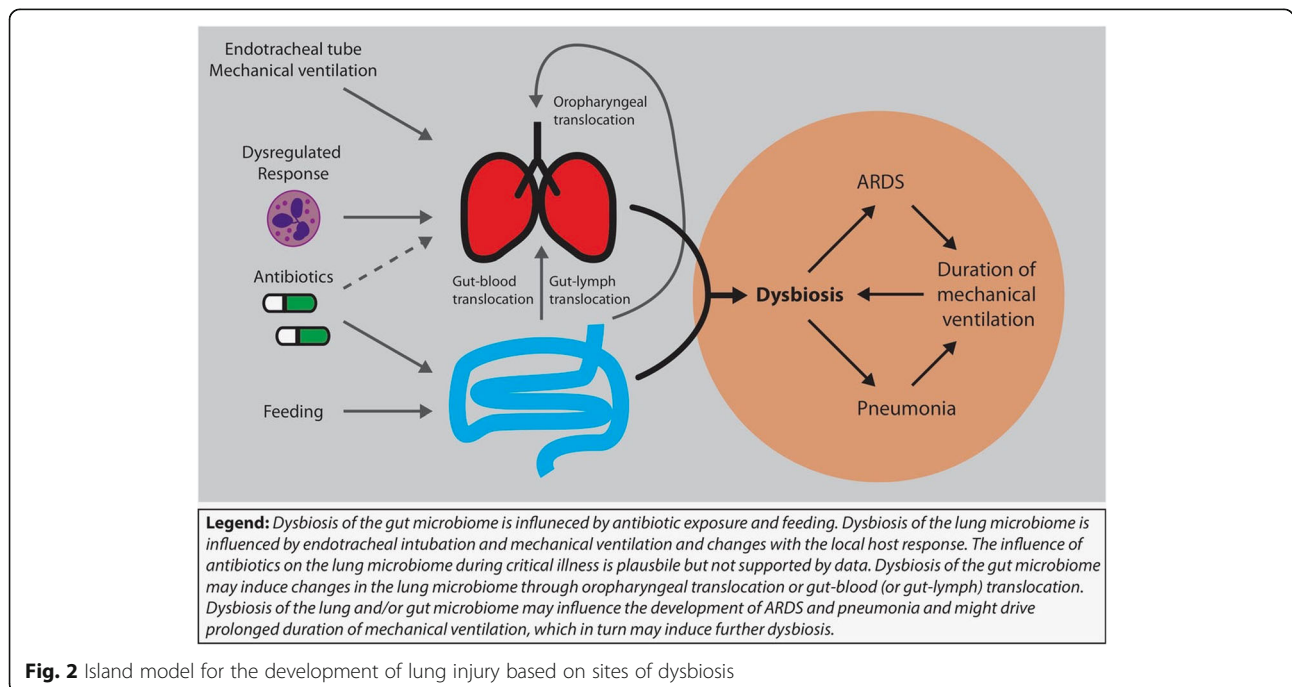 Endotracheal tube
Mechanical ventilation
Oropharyngeal
translocation
Dysregulated
Response
ARDS
Antibiotics
Gut-blood
translocation
Gut-lymph
translocation
Dysbiosis
Duration of
mechanical
ventilation
Feeding
Pneumonia
Legend: Dysbiosis of the gut microbiome is influneced by antibiotic exposure and feeding. Dysbiosis of the lung microbiome is
influenced by endotracheal intubation and mechanical ventilation and changes with the local host response. The influence of
antibiotics on the lung microbiome during critical illness is plausbile but not supported by data. Dysbiosis of the gut microbiome
may induce changes in the lung microbiome through oropharyngeal translocation or gut-blood (or gut-lymph) translocation.
Dysbiosis of the lung and/or gut microbiome may influence the development of ARDS and pneumonia and might drive
prolonged duration of mechanical ventilation, which in turn may induce further dysbiosis.
Fig. 2 Island model for the development of lung injury based on sites of dysbiosis